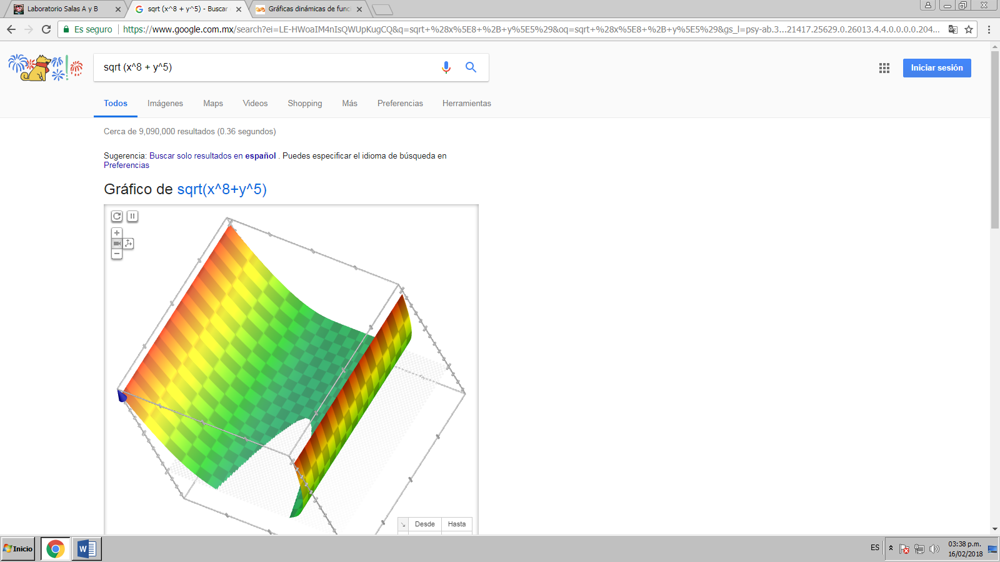 Laboratorio Salas A y B
sqrt (x^8 + y^5) - Buscar
Gráficas dinámicas de func
Es seguro
https://www.google.com.mx/search?ei=LE-HWoaIM4nIsQWUpKugCQ&q=sqrt+%28x%5E8+%2B+y%5E5%29&oq=sqrt+%28x%5E8+%2B+y%5E5%29&gs_l=psy-ab.3...21417.25629.0.26013.4.4.0.0.0.0.204...
sqrt (x^8 + y^5)
Iniciar sesión
Todos Imágenes Maps Videos Shopping Más Preferencias Herramientas
Cerca de 9,090,000 resultados (0.36 segundos)
Sugerencia: Buscar solo resultados en español . Puedes especificar el idioma de búsqueda en
Preferencias
Gráfico de sqrt(x^8+y^5)
Desde Hasta
Inicio
ES
03:38 p.m.
16/02/2018